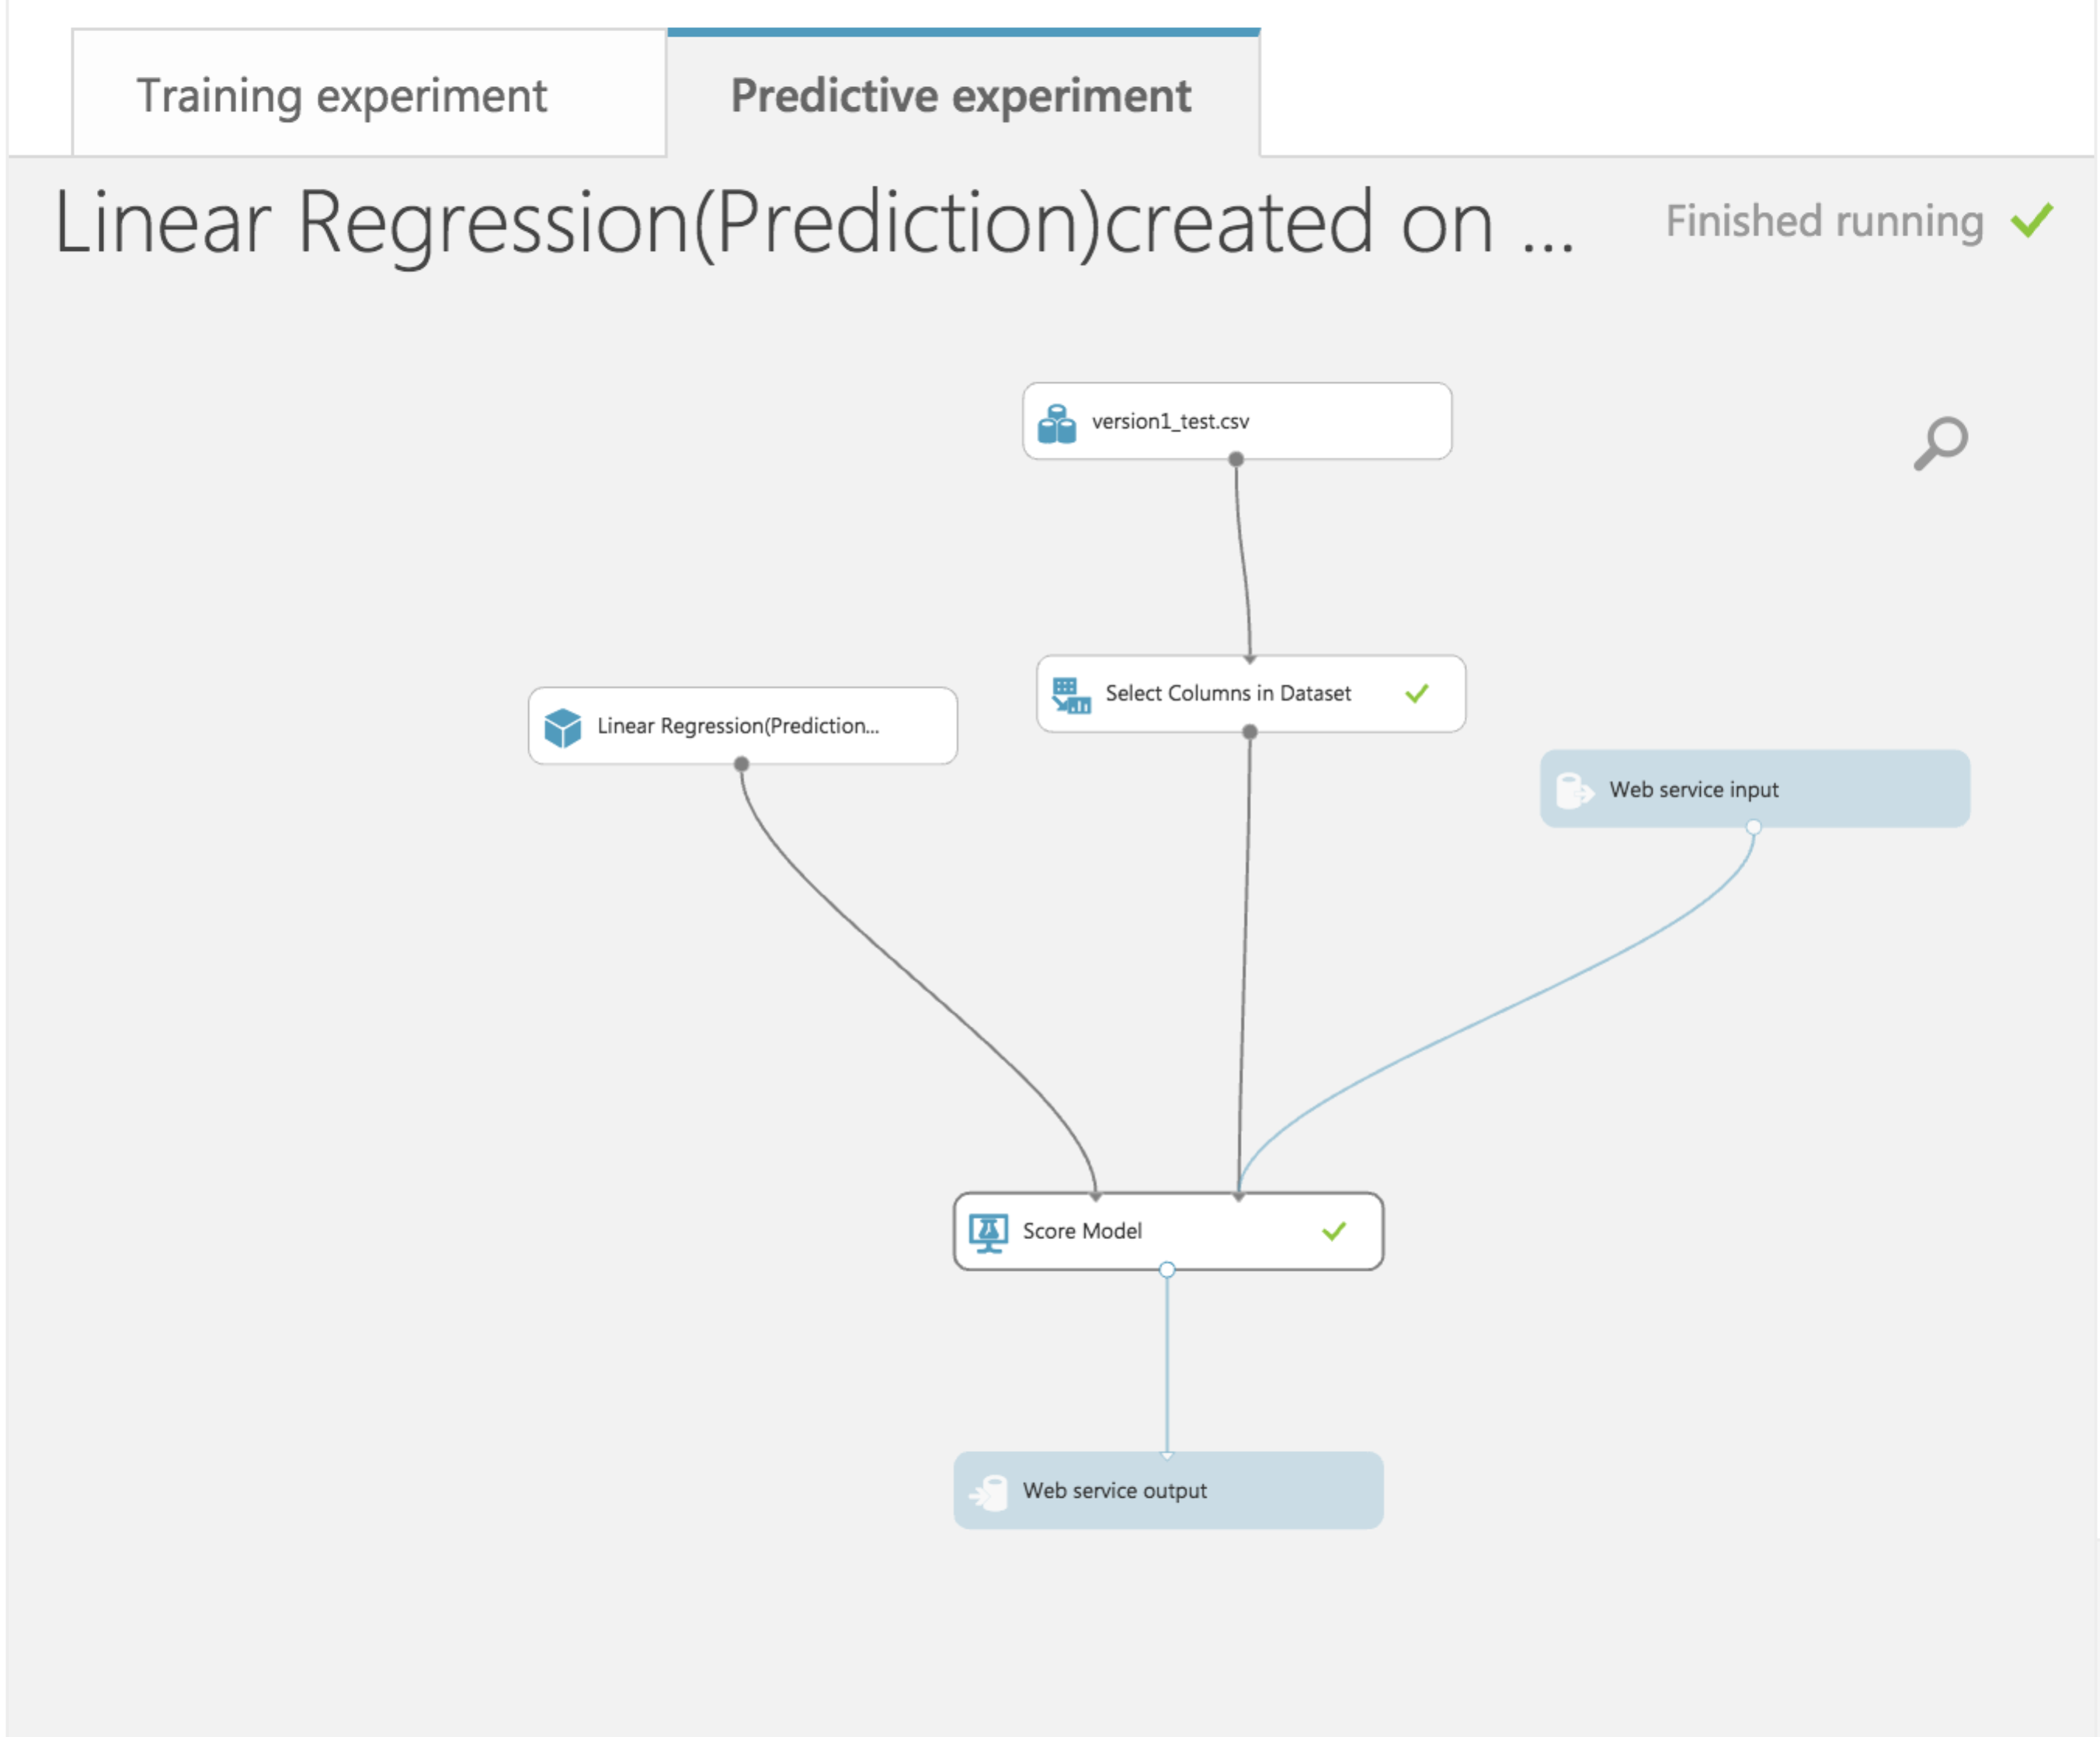 Training experiment
Predictive experiment
Linear Regression(Prediction)created on ...
Finished running
version1_test.csv
Select Columns in Dataset
Linear Regression(Prediction...
Web service input
Score Model
Web service output